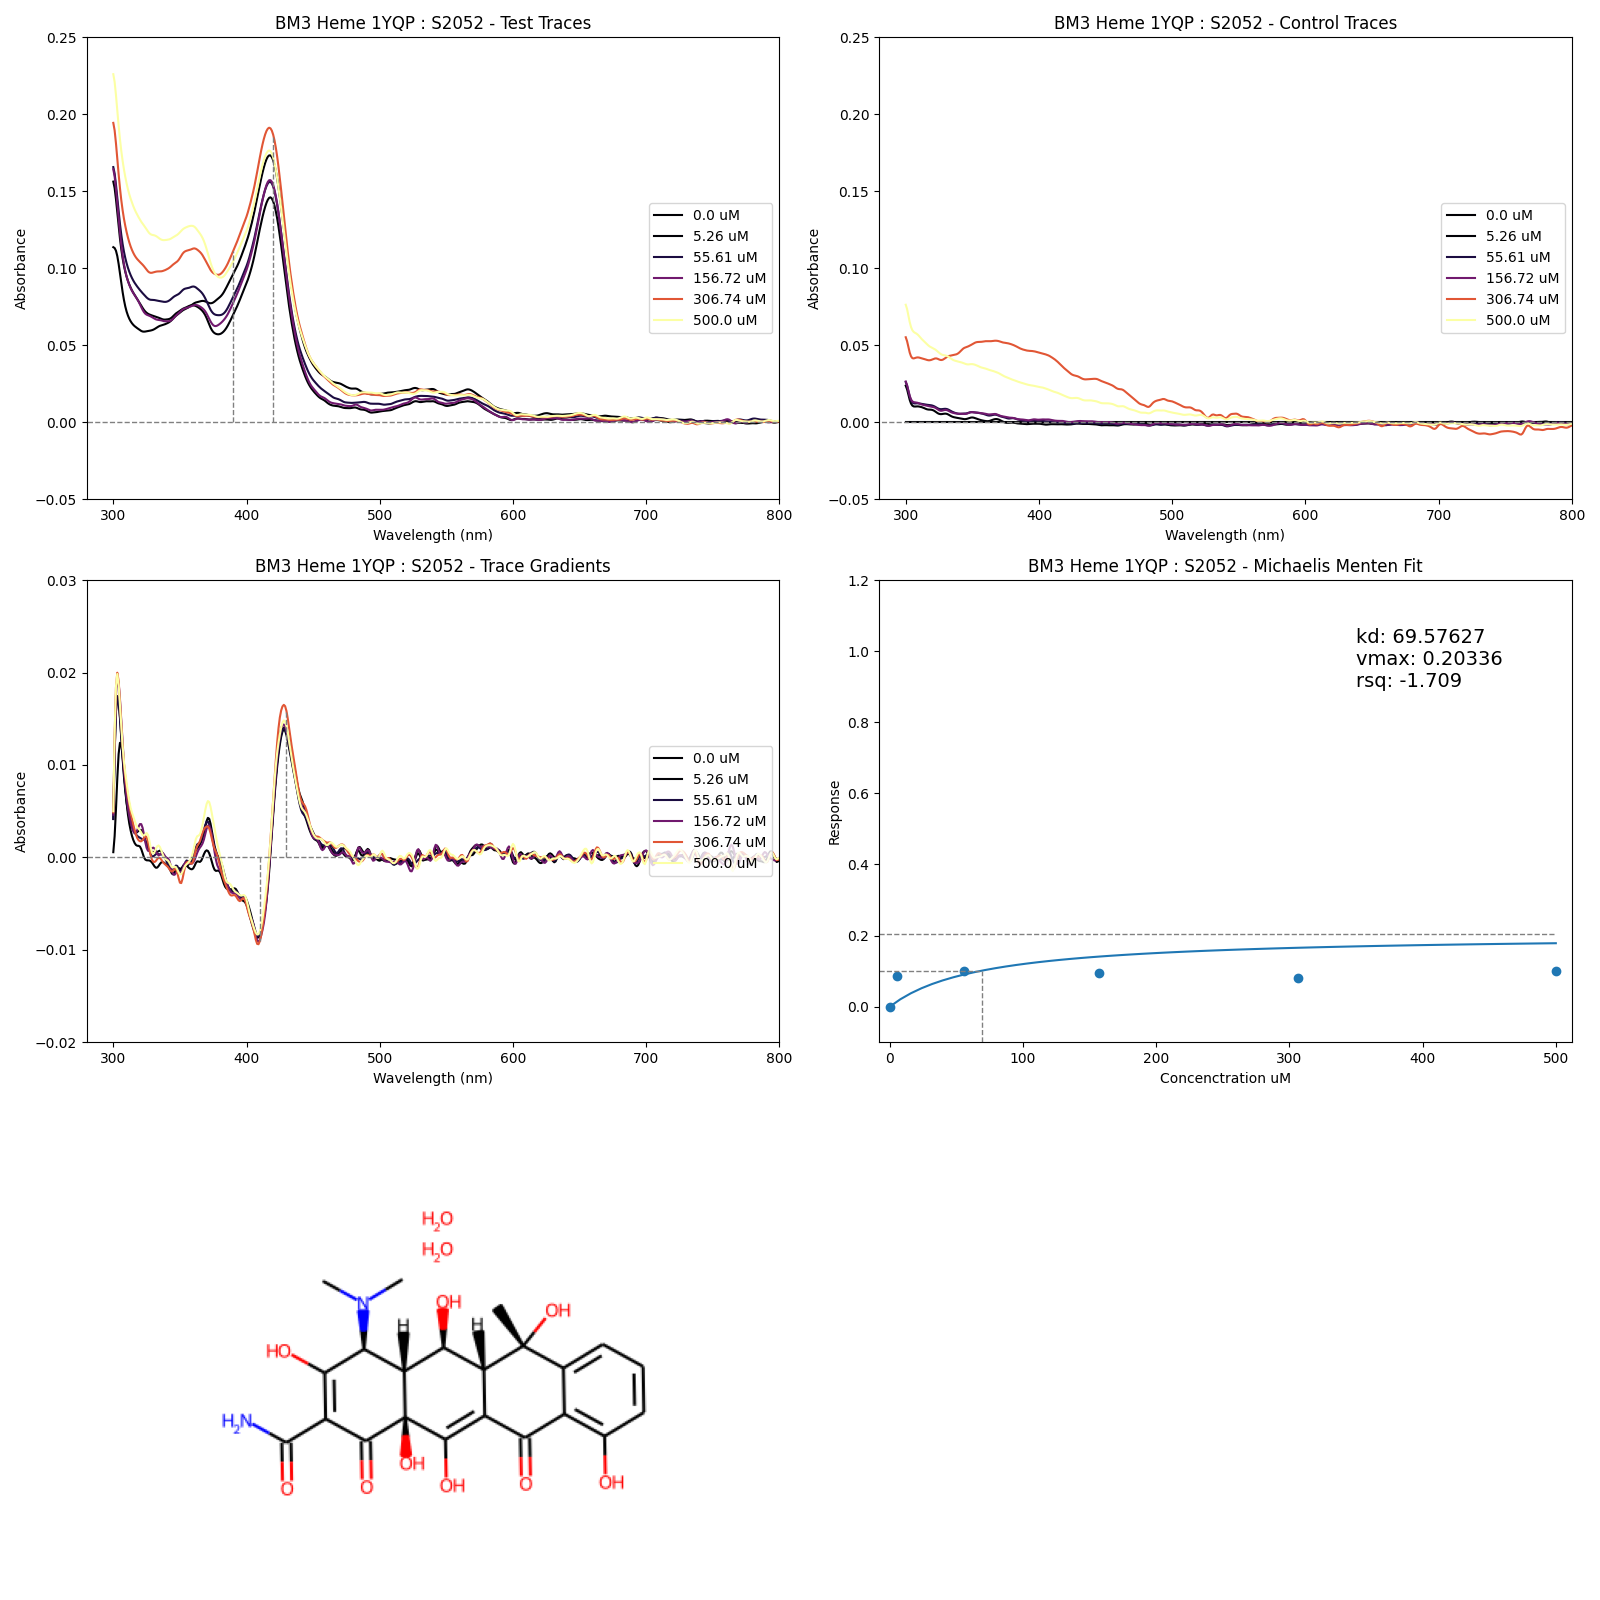 BM3 Heme 1YQP : S2052 - Test Traces
0.25
0.20
0.15
0.10
0.05
0.00
−0.05
Absorbance
300 400 500 600 700 800
Wavelength (nm)
0.0 uM
5.26 uM
55.61 uM
156.72 uM
306.74 uM
500.0 uM
BM3 Heme 1YQP : S2052 - Control Traces
0.25
0.20
0.15
0.10
0.05
0.00
−0.05
Absorbance
300 400 500 600 700 800
Wavelength (nm)
0.0 uM
5.26 uM
55.61 uM
156.72 uM
306.74 uM
500.0 uM
BM3 Heme 1YQP : S2052 - Trace Gradients
0.03
0.02
0.01
0.00
−0.01
−0.02
Absorbance
300 400 500 600 700 800
Wavelength (nm)
0.0 uM
5.26 uM
55.61 uM
156.72 uM
306.74 uM
500.0 uM
BM3 Heme 1YQP : S2052 - Michaelis Menten Fit
1.2
1.0
0.8
0.6
0.4
0.2
0.0
Response
0 100 200 300 400 500
Concenctration uM
kd: 69.57627
vmax: 0.20336
rsq: -1.709
H2O
H2O
N
OH
OH
H
H
HO
H2N
OH
O
O
OH
O
OH